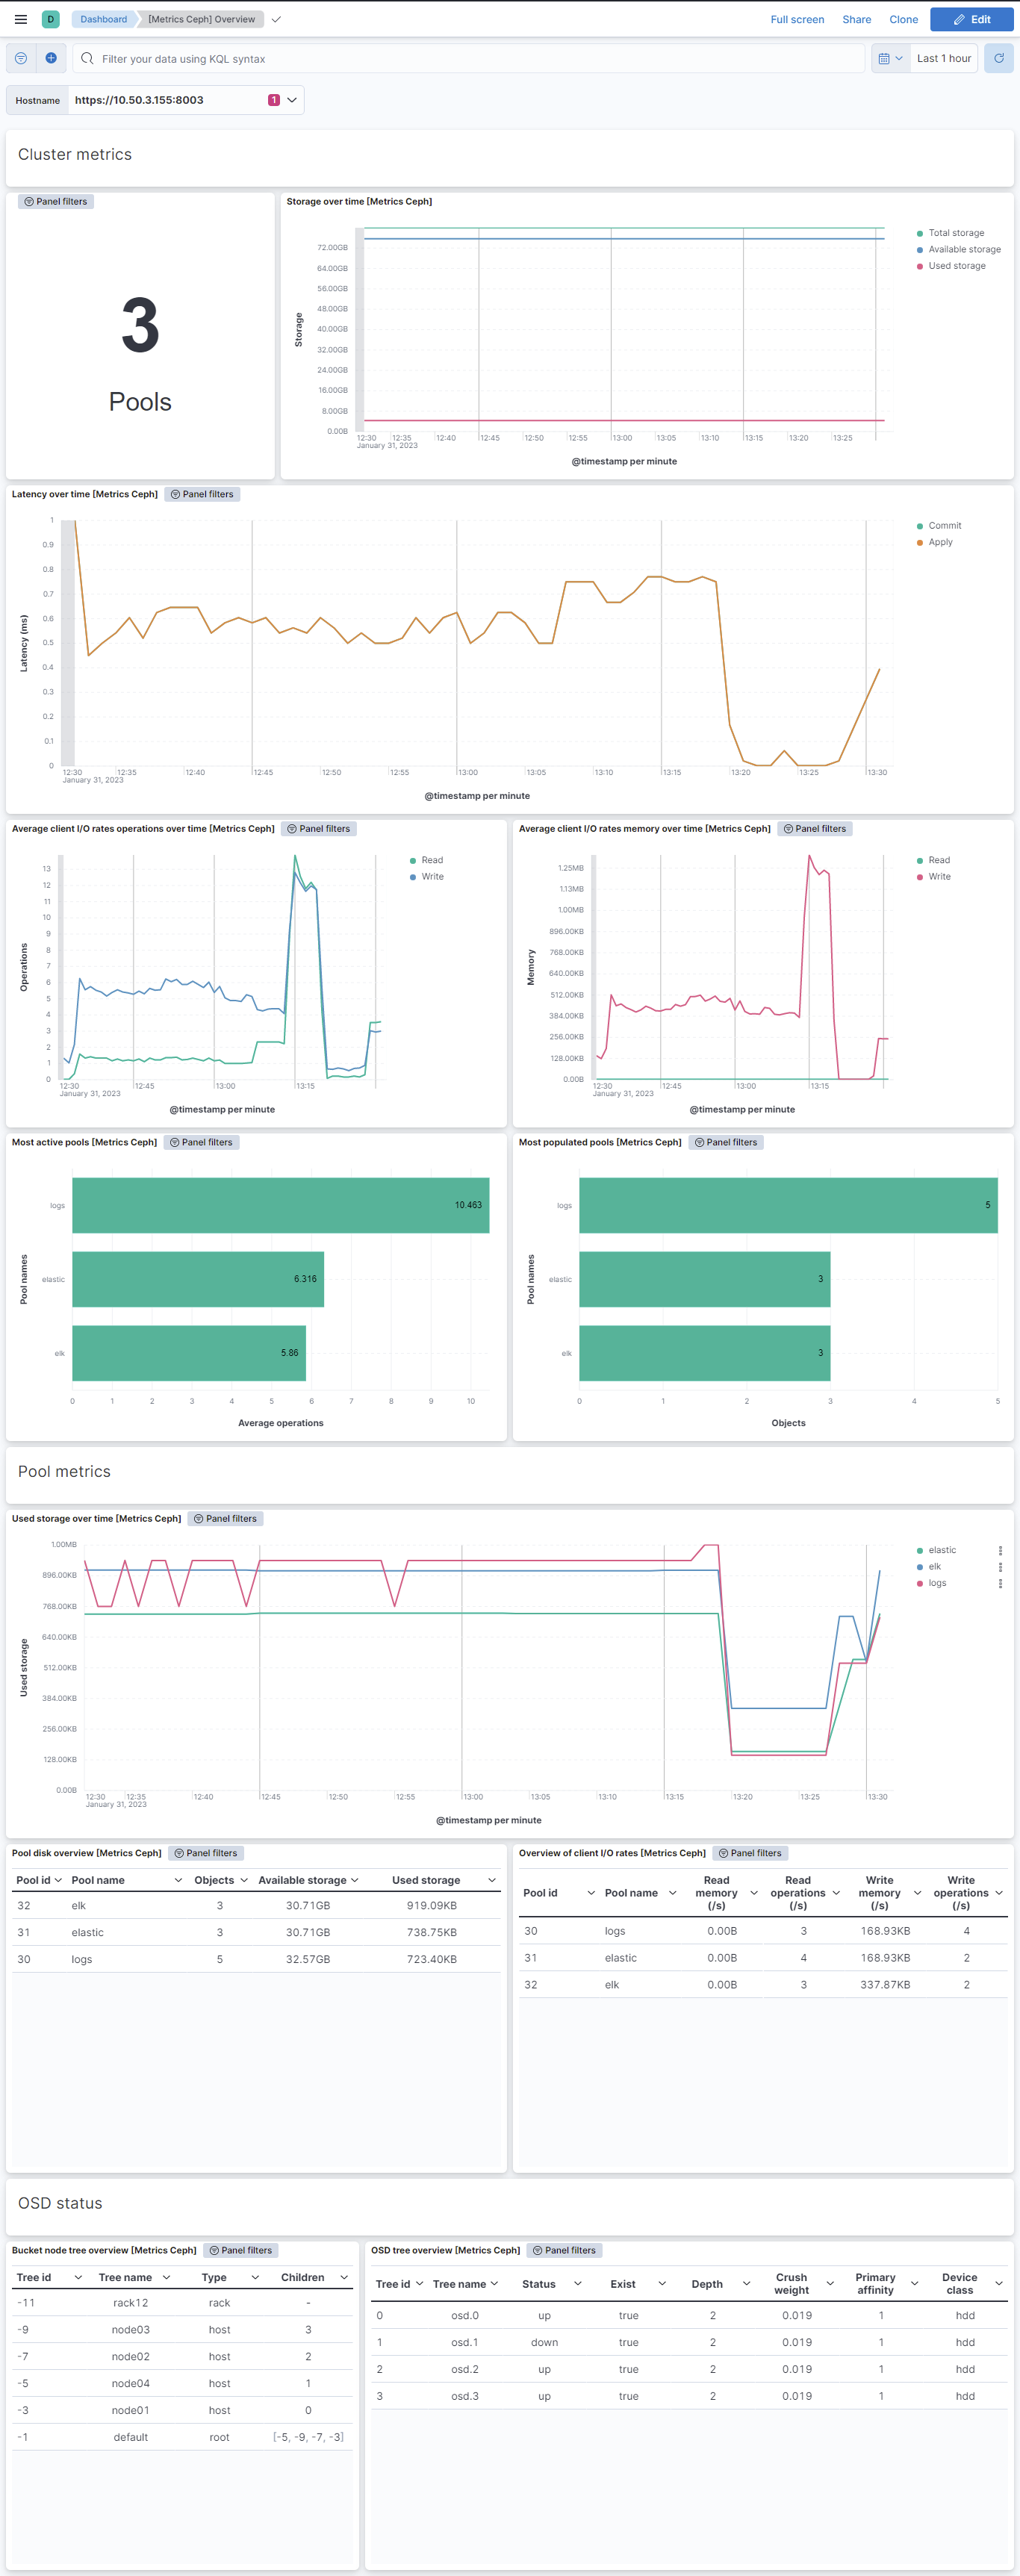 D Dashboard [Metrics Ceph] Overview Full screen Share Clone Edit
Filter your data using KQL syntax Last 1 hour
Hostname https://10.50.3.155:8003 1
Cluster metrics
Panel filters
3
Pools
Storage over time [Metrics Ceph]
72.00GB
64.00GB
56.00GB
48.00GB
40.00GB
32.00GB
24.00GB
16.00GB
8.00GB
0.00B
Storage
12:30 12:35 12:40 12:45 12:50 12:55 13:00 13:05 13:10 13:15 13:20 13:25
January 31, 2023
@timestamp per minute
Total storage
Available storage
Used storage
Latency over time [Metrics Ceph] Panel filters
1
0.9
0.8
0.7
0.6
0.5
0.4
0.3
0.2
0.1
0
Latency (ms)
12:30 12:35 12:40 12:45 12:50 12:55 13:00 13:05 13:10 13:15 13:20 13:25 13:30
January 31, 2023
@timestamp per minute
Commit
Apply
Average client I/O rates operations over time [Metrics Ceph] Panel filters
13
12
11
10
9
8
7
6
5
4
3
2
1
0
Operations
12:30 12:45 13:00 13:15
January 31, 2023
@timestamp per minute
Read
Write
Average client I/O rates memory over time [Metrics Ceph] Panel filters
1.25MB
1.13MB
1.00MB
896.00KB
768.00KB
640.00KB
512.00KB
384.00KB
256.00KB
128.00KB
0.00B
Memory
12:30 12:45 13:00 13:15
January 31, 2023
@timestamp per minute
Read
Write
Most active pools [Metrics Ceph] Panel filters
Pool names
logs 10.463
elastic 6.316
elk 5.86
0 1 2 3 4 5 6 7 8 9 10
Average operations
Most populated pools [Metrics Ceph] Panel filters
Pool names
logs 5
elastic 3
elk 3
0 1 2 3 4 5
Objects
Pool metrics
Used storage over time [Metrics Ceph] Panel filters
1.00MB
896.00KB
768.00KB
640.00KB
512.00KB
384.00KB
256.00KB
128.00KB
0.00B
Used storage
12:30 12:35 12:40 12:45 12:50 12:55 13:00 13:05 13:10 13:15 13:20 13:25 13:30
January 31, 2023
@timestamp per minute
elastic
elk
logs
Pool disk overview [Metrics Ceph] Panel filters
Pool id Pool name Objects Available storage Used storage
32 elk 3 30.71GB 919.09KB
31 elastic 3 30.71GB 738.75KB
30 logs 5 32.57GB 723.40KB
Overview of client I/O rates [Metrics Ceph] Panel filters
Pool id Pool name Read memory (/s) Read operations (/s) Write memory (/s) Write operations (/s)
30 logs 0.00B 3 168.93KB 4
31 elastic 0.00B 4 168.93KB 2
32 elk 0.00B 3 337.87KB 2
OSD status
Bucket node tree overview [Metrics Ceph] Panel filters
Tree id Tree name Type Children
-11 rack12 rack -
-9 node03 host 3
-7 node02 host 2
-5 node04 host 1
-3 node01 host 0
-1 default root [-5, -9, -7, -3]
OSD tree overview [Metrics Ceph] Panel filters
Tree id Tree name Status Exist Depth Crush weight Primary affinity Device class
0 osd.0 up true 2 0.019 1 hdd
1 osd.1 down true 2 0.019 1 hdd
2 osd.2 up true 2 0.019 1 hdd
3 osd.3 up true 2 0.019 1 hdd